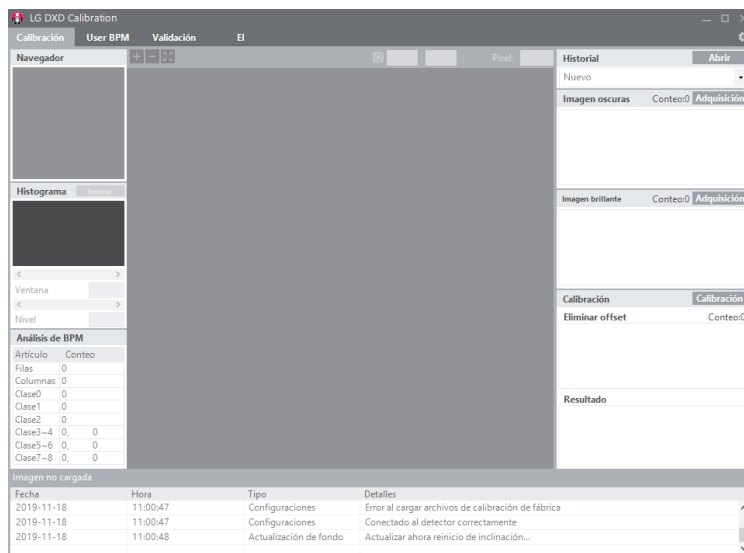 LG DXD Calibration
Calibración User BPM Validación EI
Navegador
Píxel:
Historial Abrir
Nuevo
Imagen oscuras Conteo:0 Adquisición
Histograma
Imagen brillante Conteo:0 Adquisición
Ventana
Nivel
Calibración Calibración
Eliminar offset Conteo:0
Análisis de BPM
Artículo Conteo
Filas 0
Columnas 0
Clase0 0
Clase1 0
Clase2 0
Clase3~4 0, 0
Clase5~6 0, 0
Clase7~8 0, 0
Resultado
Imagen no cargada
Fecha Hora Tipo Detalles
2019-11-18 11:00:47 Configuraciones Error al cargar archivos de calibración de fábrica
2019-11-18 11:00:47 Configuraciones Conectado al detector correctamente
2019-11-18 11:00:48 Actualización de fondo Actualizar ahora reinicio de inclinación...